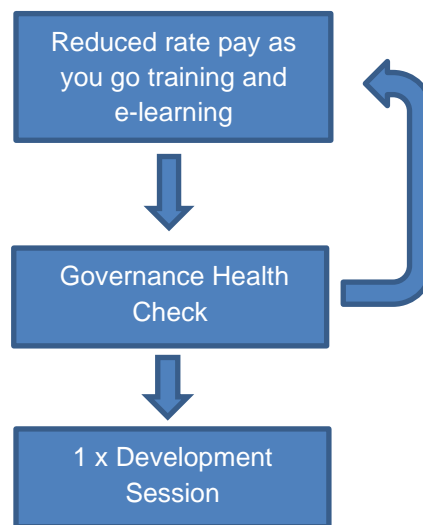 Reduced rate pay as
you go training and
e-learning
Governance Health
Check
1 x Development
Session